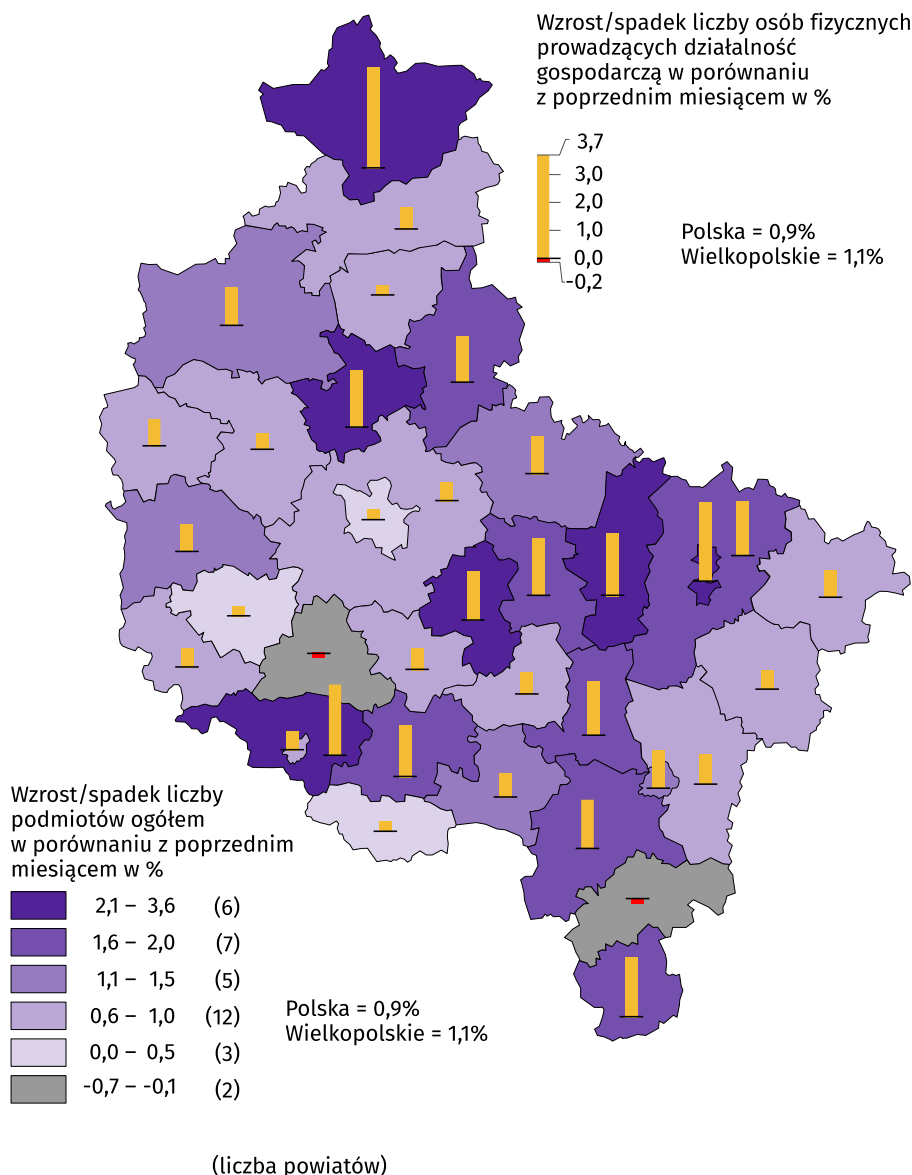 Wzrost/spadek liczby osób fizycznych
prowadzących działalność
gospodarczą w porównaniu
z poprzednim miesiącem w %
3,7
3,0
2,0
1,0
0,0
-0,2
Polska = 0,9%
Wielkopolskie = 1,1%
Wzrost/spadek liczby
podmiotów ogółem
w porównaniu z poprzednim
miesiącem w %
2,1 – 3,6 (6)
1,6 – 2,0 (7)
1,1 – 1,5 (5)
0,6 – 1,0 (12)
0,0 – 0,5 (3)
-0,7 – -0,1 (2)
Polska = 0,9%
Wielkopolskie = 1,1%
(liczba powiatów)